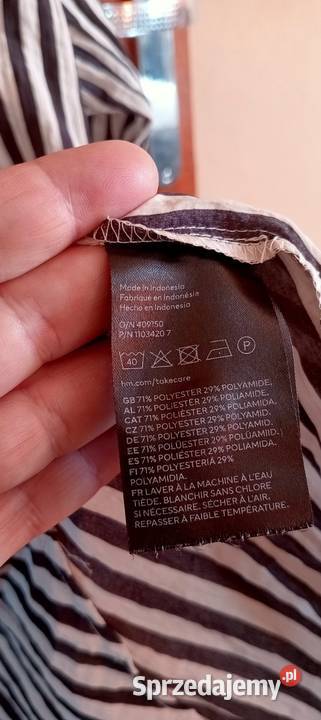 Made in Indonesia
Fabriqué en Indonésie
Hecho en Indonesia
O/N 409150
P/N 1103420 7
40
P
hm.com/takecare
GB 71% POLYESTER 29% POLYAMIDE,
AL 71% POLIESTËR 29% POLIAMID,
CAT 71% POLIÈSTER 29% POLIAMIDA,
CZ 71% POLYESTER 29% POLYAMID,
DE 71% POLYESTER 29% POLYAMID,
EE 71% POLÜESTER 29% POLÜAMIID,
ES 71% POLIÉSTER 29% POLIAMIDA,
FI 71% POLYESTERIÄ 29%
POLYAMIDIA.
FR LAVER À LA MACHINE À L'EAU
TIÈDE. BLANCHIR SANS CHLORE
SI NÉCESSAIRE. SÉCHER À L'AIR.
REPASSER À FAIBLE TEMPÉRATURE
Sprzedajemy.pl